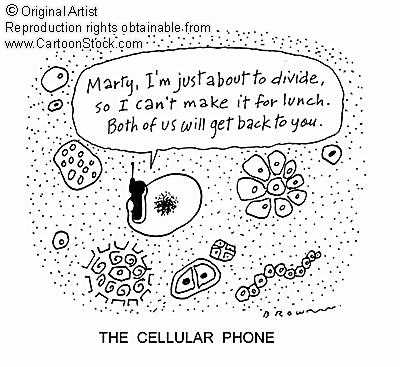 © Original Artist
Reproduction rights obtainable from
www.CartoonStock.com
Marty, I'm just about to divide,
so I can't make it for lunch.
Both of us will get back to you.
BROWN
THE CELLULAR PHONE